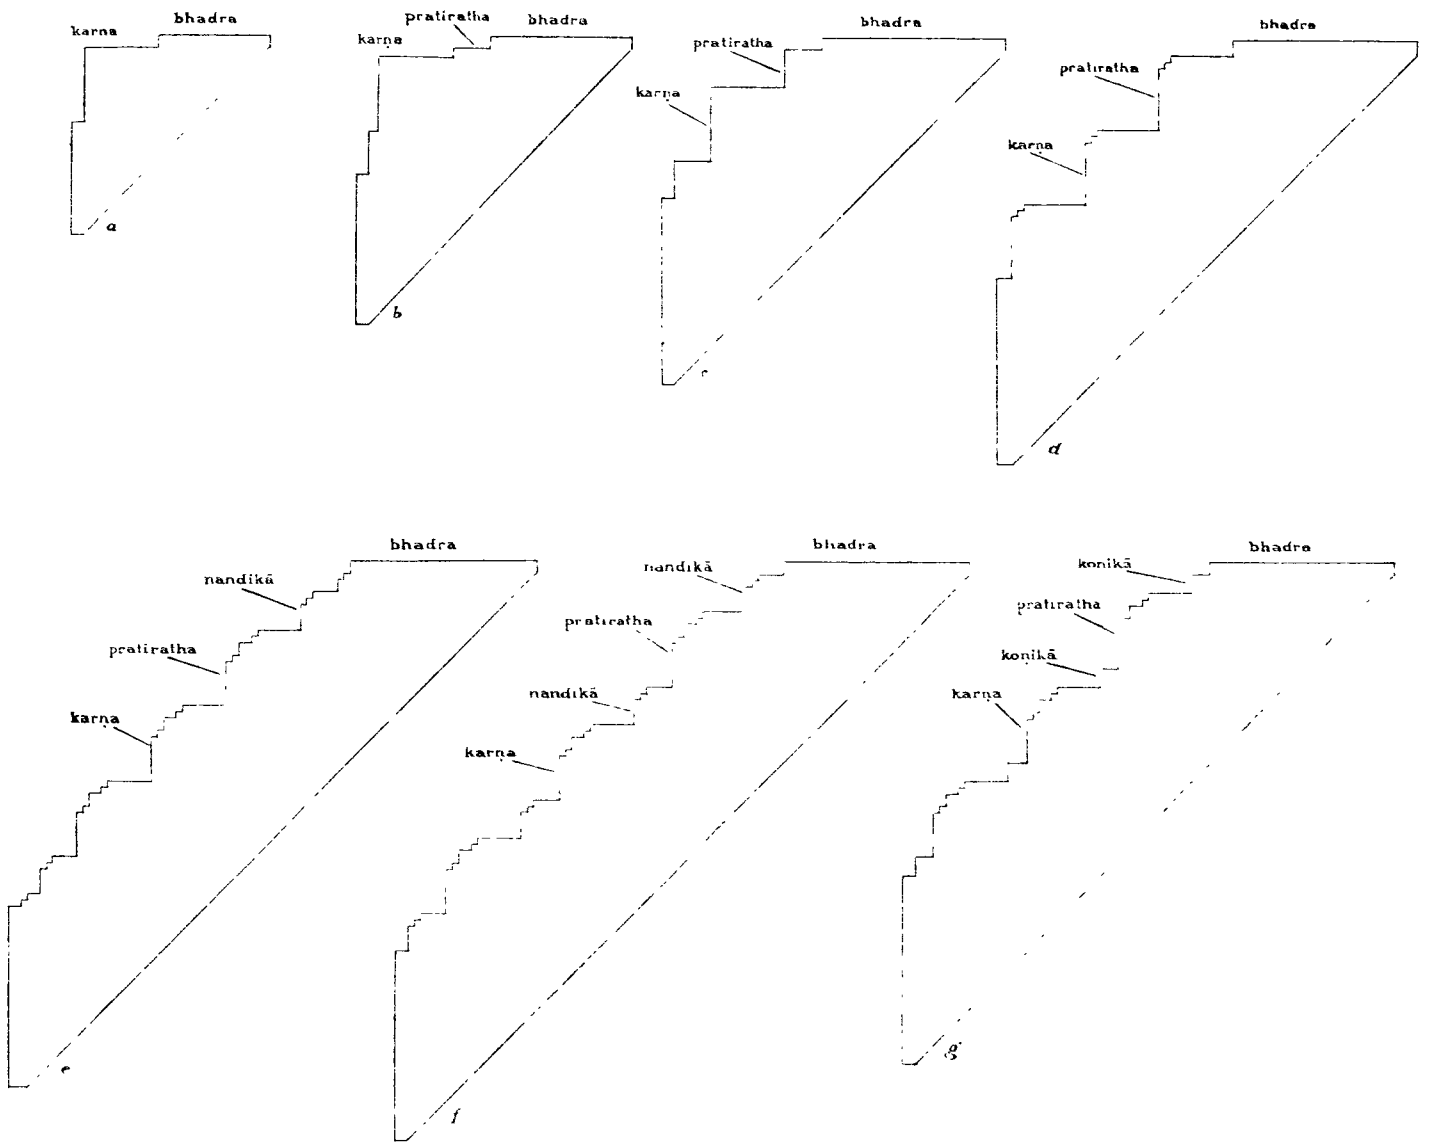 karna
bhadra
a
karṇa
pratiratha
bhadra
b
pratiratha
bhadra
karṇa
c
bhadra
pratiratha
karṇa
d
bhadra
nandikā
pratiratha
karṇa
e
bhadra
nandikā
pratiratha
nandikā
karṇa
f
bhadra
konikā
pratiratha
konikā
karṇa
g